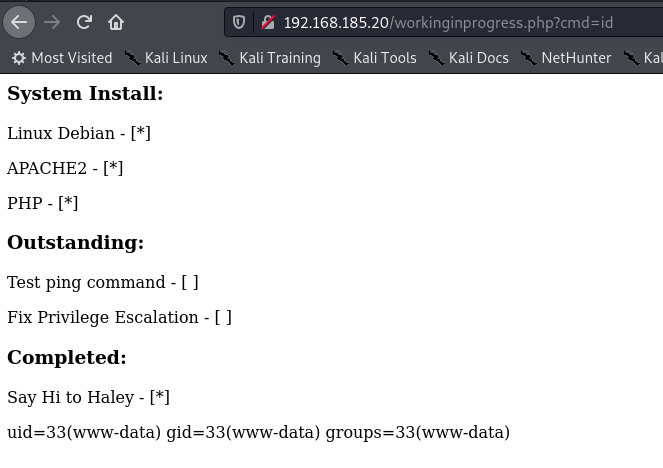 192.168.185.20/workinginprogress.php?cmd=id
Most Visited Kali Linux Kali Training Kali Tools Kali Docs NetHunter Ka
System Install:
Linux Debian - [*]
APACHE2 - [*]
PHP - [*]
Outstanding:
Test ping command - [ ]
Fix Privilege Escalation - [ ]
Completed:
Say Hi to Haley - [*]
uid=33(www-data) gid=33(www-data) groups=33(www-data)